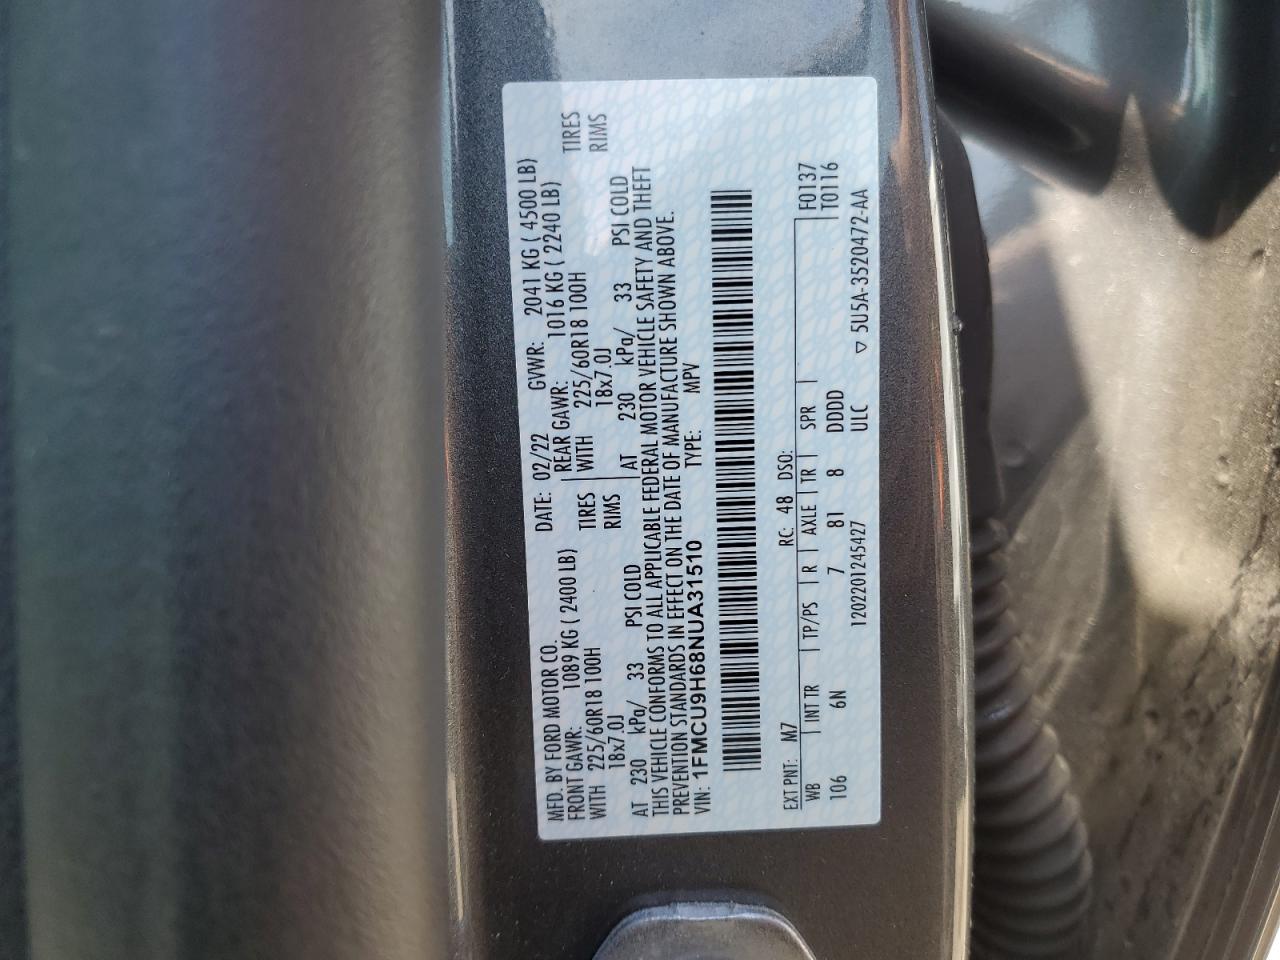 MFD. BY FORD MOTOR CO. DATE: 02/22 GVWR: 2041 KG ( 4500 LB)
FRONT GAWR: 1089 KG ( 2400 LB) REAR GAWR: 1016 KG ( 2240 LB)
WITH 225/60R18 100H TIRES WITH 225/60R18 100H TIRES
18x7.0J RIMS 18x7.0J RIMS
AT 230 kPa/ 33 PSI COLD AT 230 kPa/ 33 PSI COLD
THIS VEHICLE CONFORMS TO ALL APPLICABLE FEDERAL MOTOR VEHICLE SAFETY AND THEFT
PREVENTION STANDARDS IN EFFECT ON THE DATE OF MANUFACTURE SHOWN ABOVE.
VIN: 1FMCU9H68NUA31510 TYPE: MPV
EXT PNT: M7 RC: 48 DSO:
WB INT TR TP/PS R AXLE TR SPR F0137
106 6N 7 81 8 DDDD T0116
120220124542​7 ULC ▽ 5U5A-3520472-AA